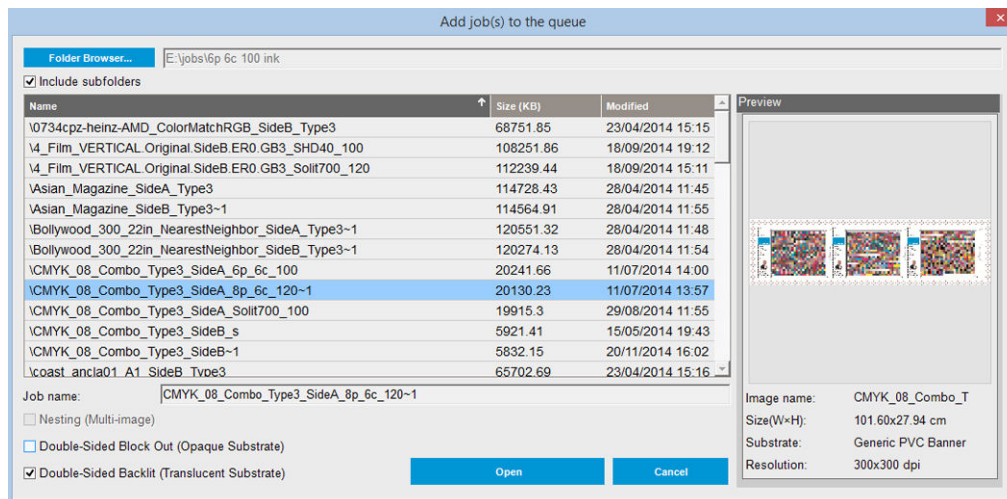 Add job(s) to the queue
Folder Browser... E:\jobs\6p 6c 100 ink
Include subfolders
Name Size (KB) Modified Preview
\0734cpz-heinz-AMD_ColorMatchRGB_SideB_Type3 68751.85 23/04/2014 15:15
\4_Film_VERTICAL.Original.SideB.ER0.GB3_SHD40_100 108251.86 18/09/2014 19:12
\4_Film_VERTICAL.Original.SideB.ER0.GB3_Solit700_120 112239.44 18/09/2014 15:11
\Asian_Magazine_SideA_Type3 114728.43 28/04/2014 11:45
\Asian_Magazine_SideB_Type3~1 114564.91 28/04/2014 11:55
\Bollywood_300_22in_NearestNeighbor_SideA_Type3~1 120551.32 28/04/2014 11:48
\Bollywood_300_22in_NearestNeighbor_SideB_Type3~1 120274.13 28/04/2014 11:54
\CMYK_08_Combo_Type3_SideA_6p_6c_100 20241.66 11/07/2014 14:00
\CMYK_08_Combo_Type3_SideA_8p_6c_120~1 20130.23 11/07/2014 13:57
\CMYK_08_Combo_Type3_SideA_Solit700_100 19915.3 29/08/2014 11:55
\CMYK_08_Combo_Type3_SideB_s 5921.41 15/05/2014 19:43
\CMYK_08_Combo_Type3_SideB~1 5832.15 20/11/2014 16:02
\coast_ancla01_A1_SideB_Type3 65702.69 23/04/2014 15:16
Job name: CMYK_08_Combo_Type3_SideA_8p_6c_120~1
Nesting (Multi-image)
Double-Sided Block Out (Opaque Substrate)
Double-Sided Backlit (Translucent Substrate)
Open Cancel
Image name: CMYK_08_Combo_T
Size(W×H): 101.60x27.94 cm
Substrate: Generic PVC Banner
Resolution: 300x300 dpi